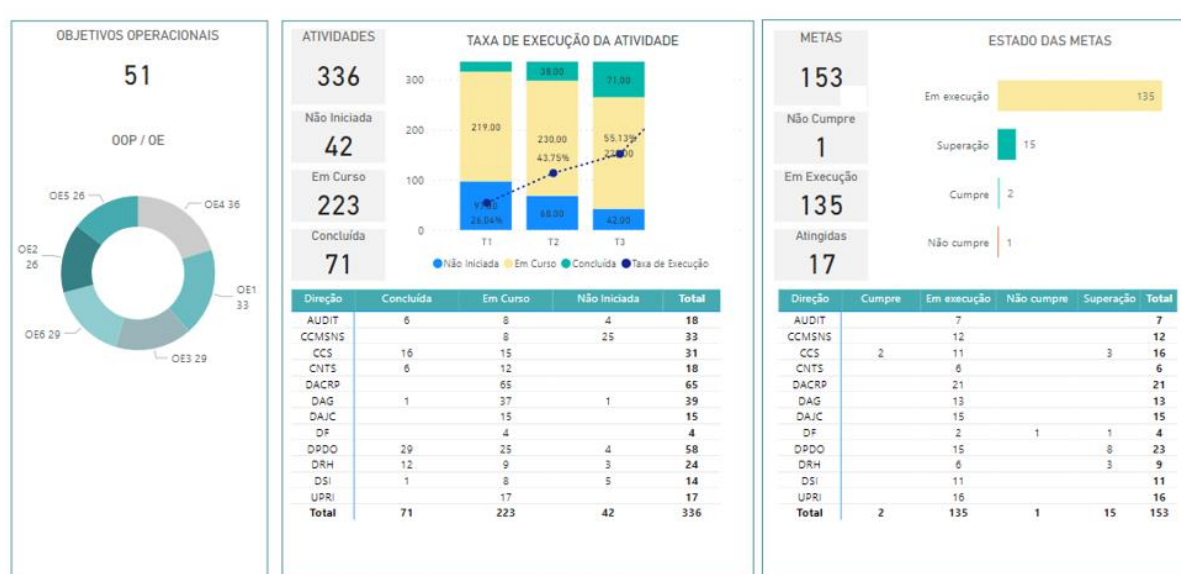 OBJETIVOS OPERACIONAIS
51
OOP / OE
OE5 26
OE4 36
OE2
26
OE1
33
OE6 29
OE3 29
ATIVIDADES
336
Não Iniciada
42
Em Curso
223
Concluída
71
TAXA DE EXECUÇÃO DA ATIVIDADE
300
200
100
0
219,00
26,04%
38,00
230,00
43,75%
68,00
71,00
55,13%
42,00
T1 T2 T3
Não Iniciada Em Curso Concluída Taxa de Execução
Direção Concluída Em Curso Não Iniciada Total
AUDIT 6 8 4 18
CCMSNS 8 25 33
CCS 16 15 31
CNTS 6 12 18
DACRP 65 65
DAG 1 37 1 39
DAJC 15 15
DF 4 4
DPDO 29 25 4 58
DRH 12 9 3 24
DSI 1 8 5 14
UPRI 17 17
Total 71 223 42 336
METAS
153
Não Cumpre
1
Em Execução
135
Atingidas
17
ESTADO DAS METAS
Em execução 135
Superação 15
Cumpre 2
Não cumpre 1
Direção Cumpre Em execução Não cumpre Superação Total
AUDIT 7 7
CCMSNS 12 12
CCS 2 11 3 16
CNTS 6 6
DACRP 21 21
DAG 13 13
DAJC 15 15
DF 2 1 1 4
DPDO 15 8 23
DRH 6 3 9
DSI 11 11
UPRI 16 16
Total 2 135 1 15 153